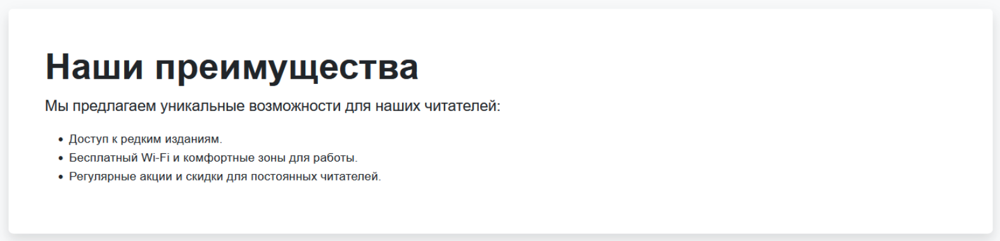 Наши преимущества
Мы предлагаем уникальные возможности для наших читателей:
• Доступ к редким изданиям.
• Бесплатный Wi-Fi и комфортные зоны для работы.
• Регулярные акции и скидки для постоянных читателей.